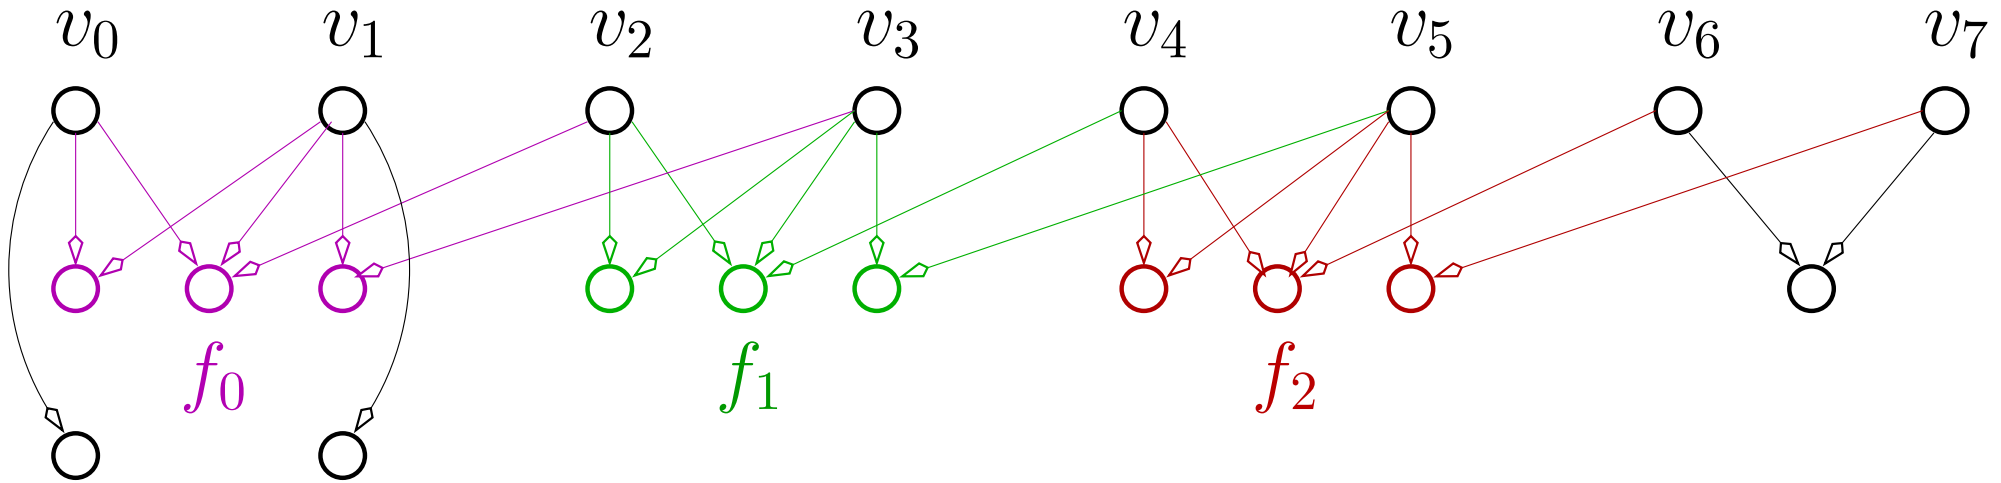 v₀ v₁ v₂ v₃ v₄ v₅ v₆ v₇
f₀ f₁ f₂